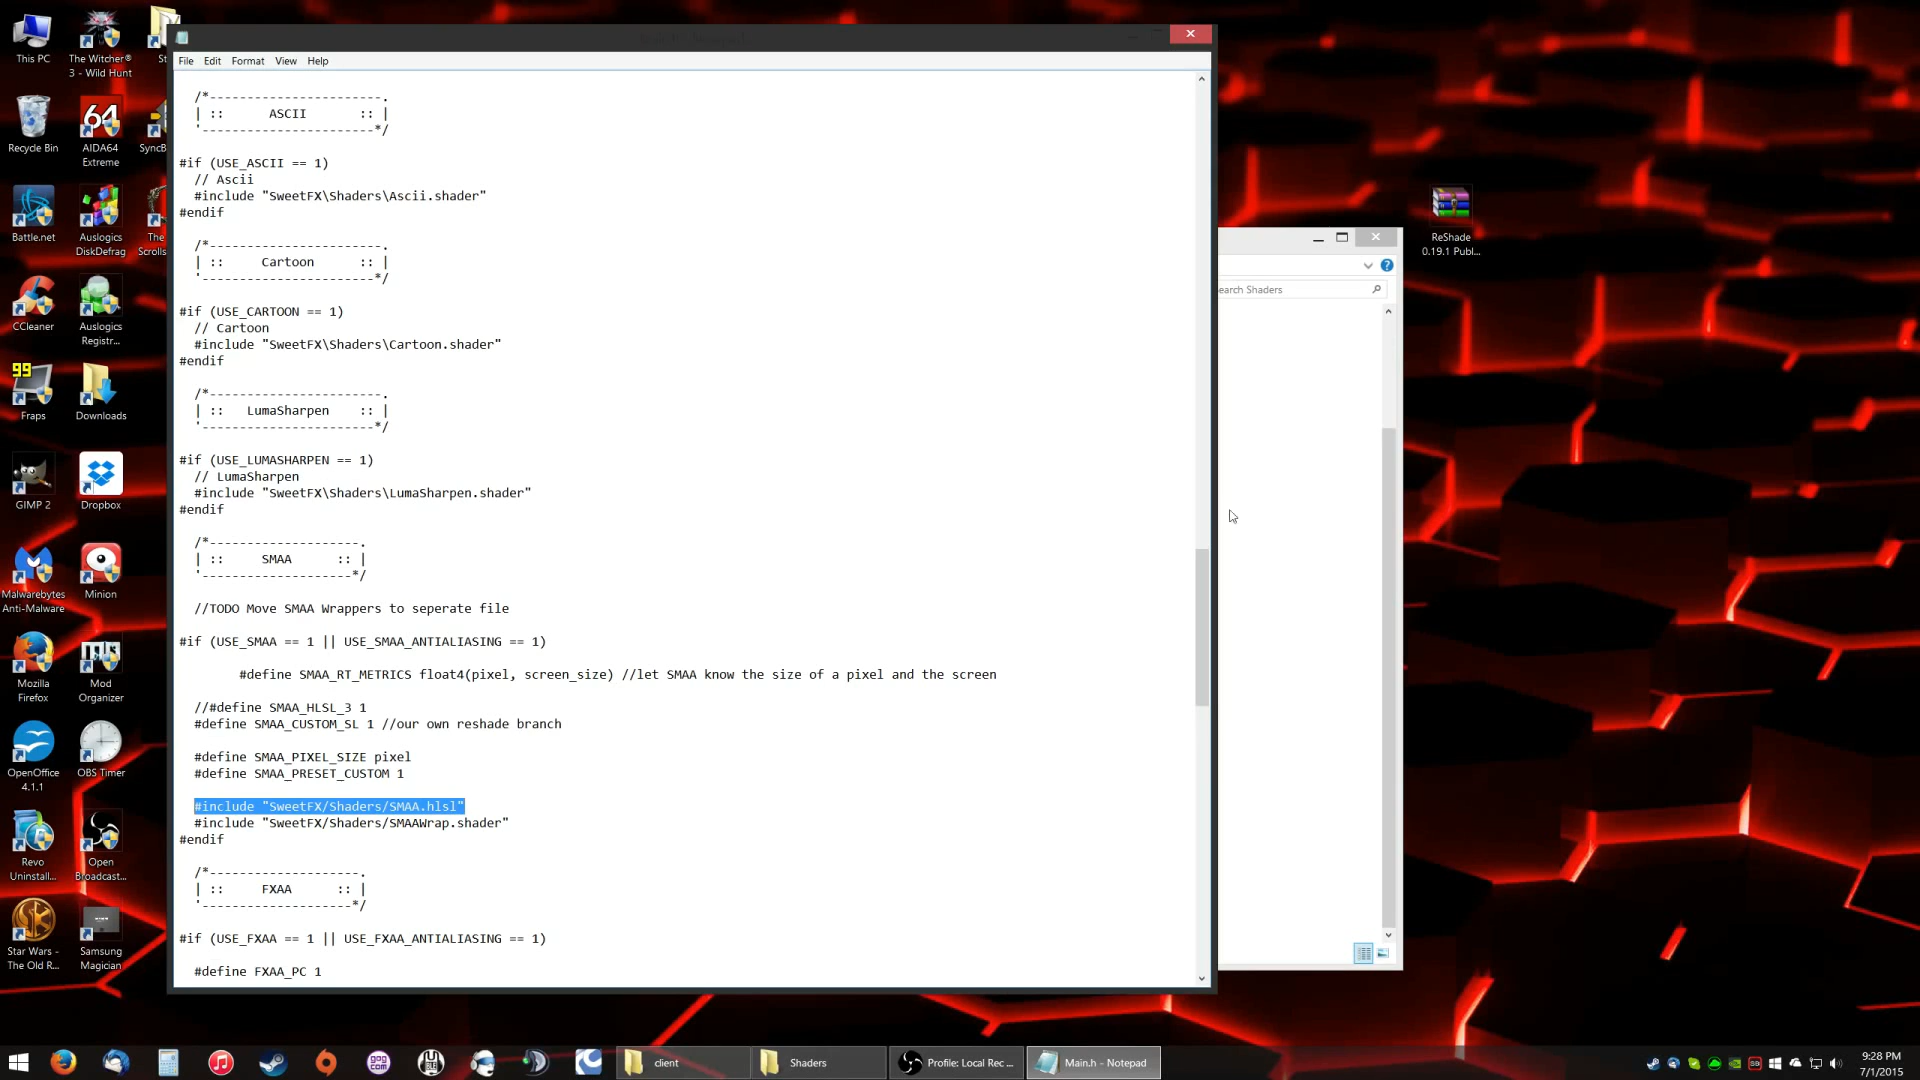 This PC
The Witcher® 3 - Wild Hunt
St
Recycle Bin
64
AIDA64 Extreme
SyncB
Battle.net
Auslogics DiskDefrag
The Scrolls
CCleaner
Auslogics Registr...
99
Fraps
Downloads
GIMP 2
Dropbox
Malwarebytes Anti-Malware
Minion
Mozilla Firefox
Mod Organizer
OpenOffice 4.1.1
OBS Timer
Revo Uninstall...
Open Broadcast...
Star Wars - The Old R...
Samsung Magician
File Edit Format View Help
/*-----------------------.
| :: ASCII :: |
'-----------------------*/
#if (USE_ASCII == 1)
// Ascii
#include "SweetFX\Shaders\Ascii.shader"
#endif
/*-----------------------.
| :: Cartoon :: |
'-----------------------*/
#if (USE_CARTOON == 1)
// Cartoon
#include "SweetFX\Shaders\Cartoon.shader"
#endif
/*-----------------------.
| :: LumaSharpen :: |
'-----------------------*/
#if (USE_LUMASHARPEN == 1)
// LumaSharpen
#include "SweetFX\Shaders\LumaSharpen.shader"
#endif
/*--------------------.
| :: SMAA :: |
'--------------------*/
//TODO Move SMAA Wrappers to seperate file
#if (USE_SMAA == 1 || USE_SMAA_ANTIALIASING == 1)
#define SMAA_RT_METRICS float4(pixel, screen_size) //let SMAA know the size of a pixel and the screen
//#define SMAA_HLSL_3 1
#define SMAA_CUSTOM_SL 1 //our own reshade branch
#define SMAA_PIXEL_SIZE pixel
#define SMAA_PRESET_CUSTOM 1
#include "SweetFX/Shaders/SMAA.hlsl"
#include "SweetFX/Shaders/SMAAWrap.shader"
#endif
/*--------------------.
| :: FXAA :: |
'--------------------*/
#if (USE_FXAA == 1 || USE_FXAA_ANTIALIASING == 1)
#define FXAA_PC 1
earch Shaders
ReShade 0.19.1 Publ...
client
Shaders
Profile: Local Rec ...
Main.h - Notepad
9:28 PM
7/1/2015